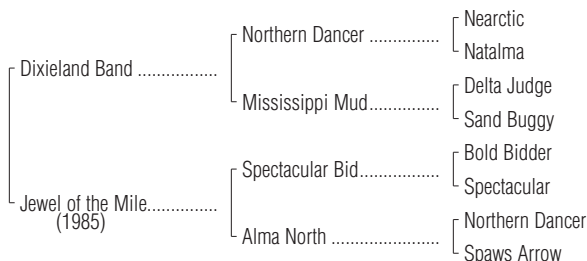 Nearctic
Northern Dancer ................
Natalma
Dixieland Band .................
Delta Judge
Mississippi Mud ................
Sand Buggy
Bold Bidder
Spectacular Bid ..................
Spectacular
Jewel of the Mile ...............
(1985)
Northern Dancer
Alma North ........................
Spaws Arrow